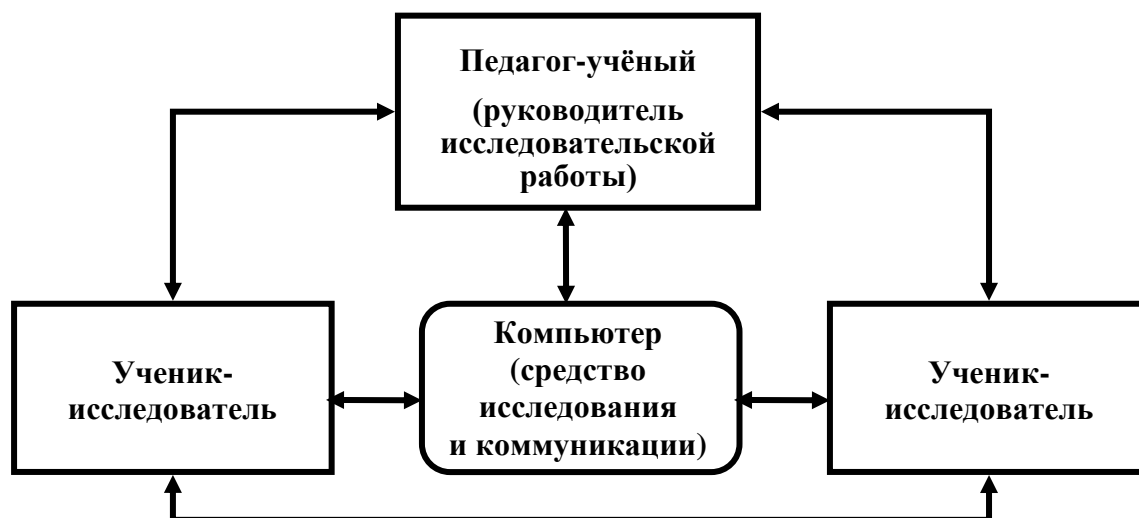 Педагог-учёный
(руководитель
исследовательской
работы)
Ученик-
исследователь
Компьютер
(средство
исследования
и коммуникации)
Ученик-
исследователь